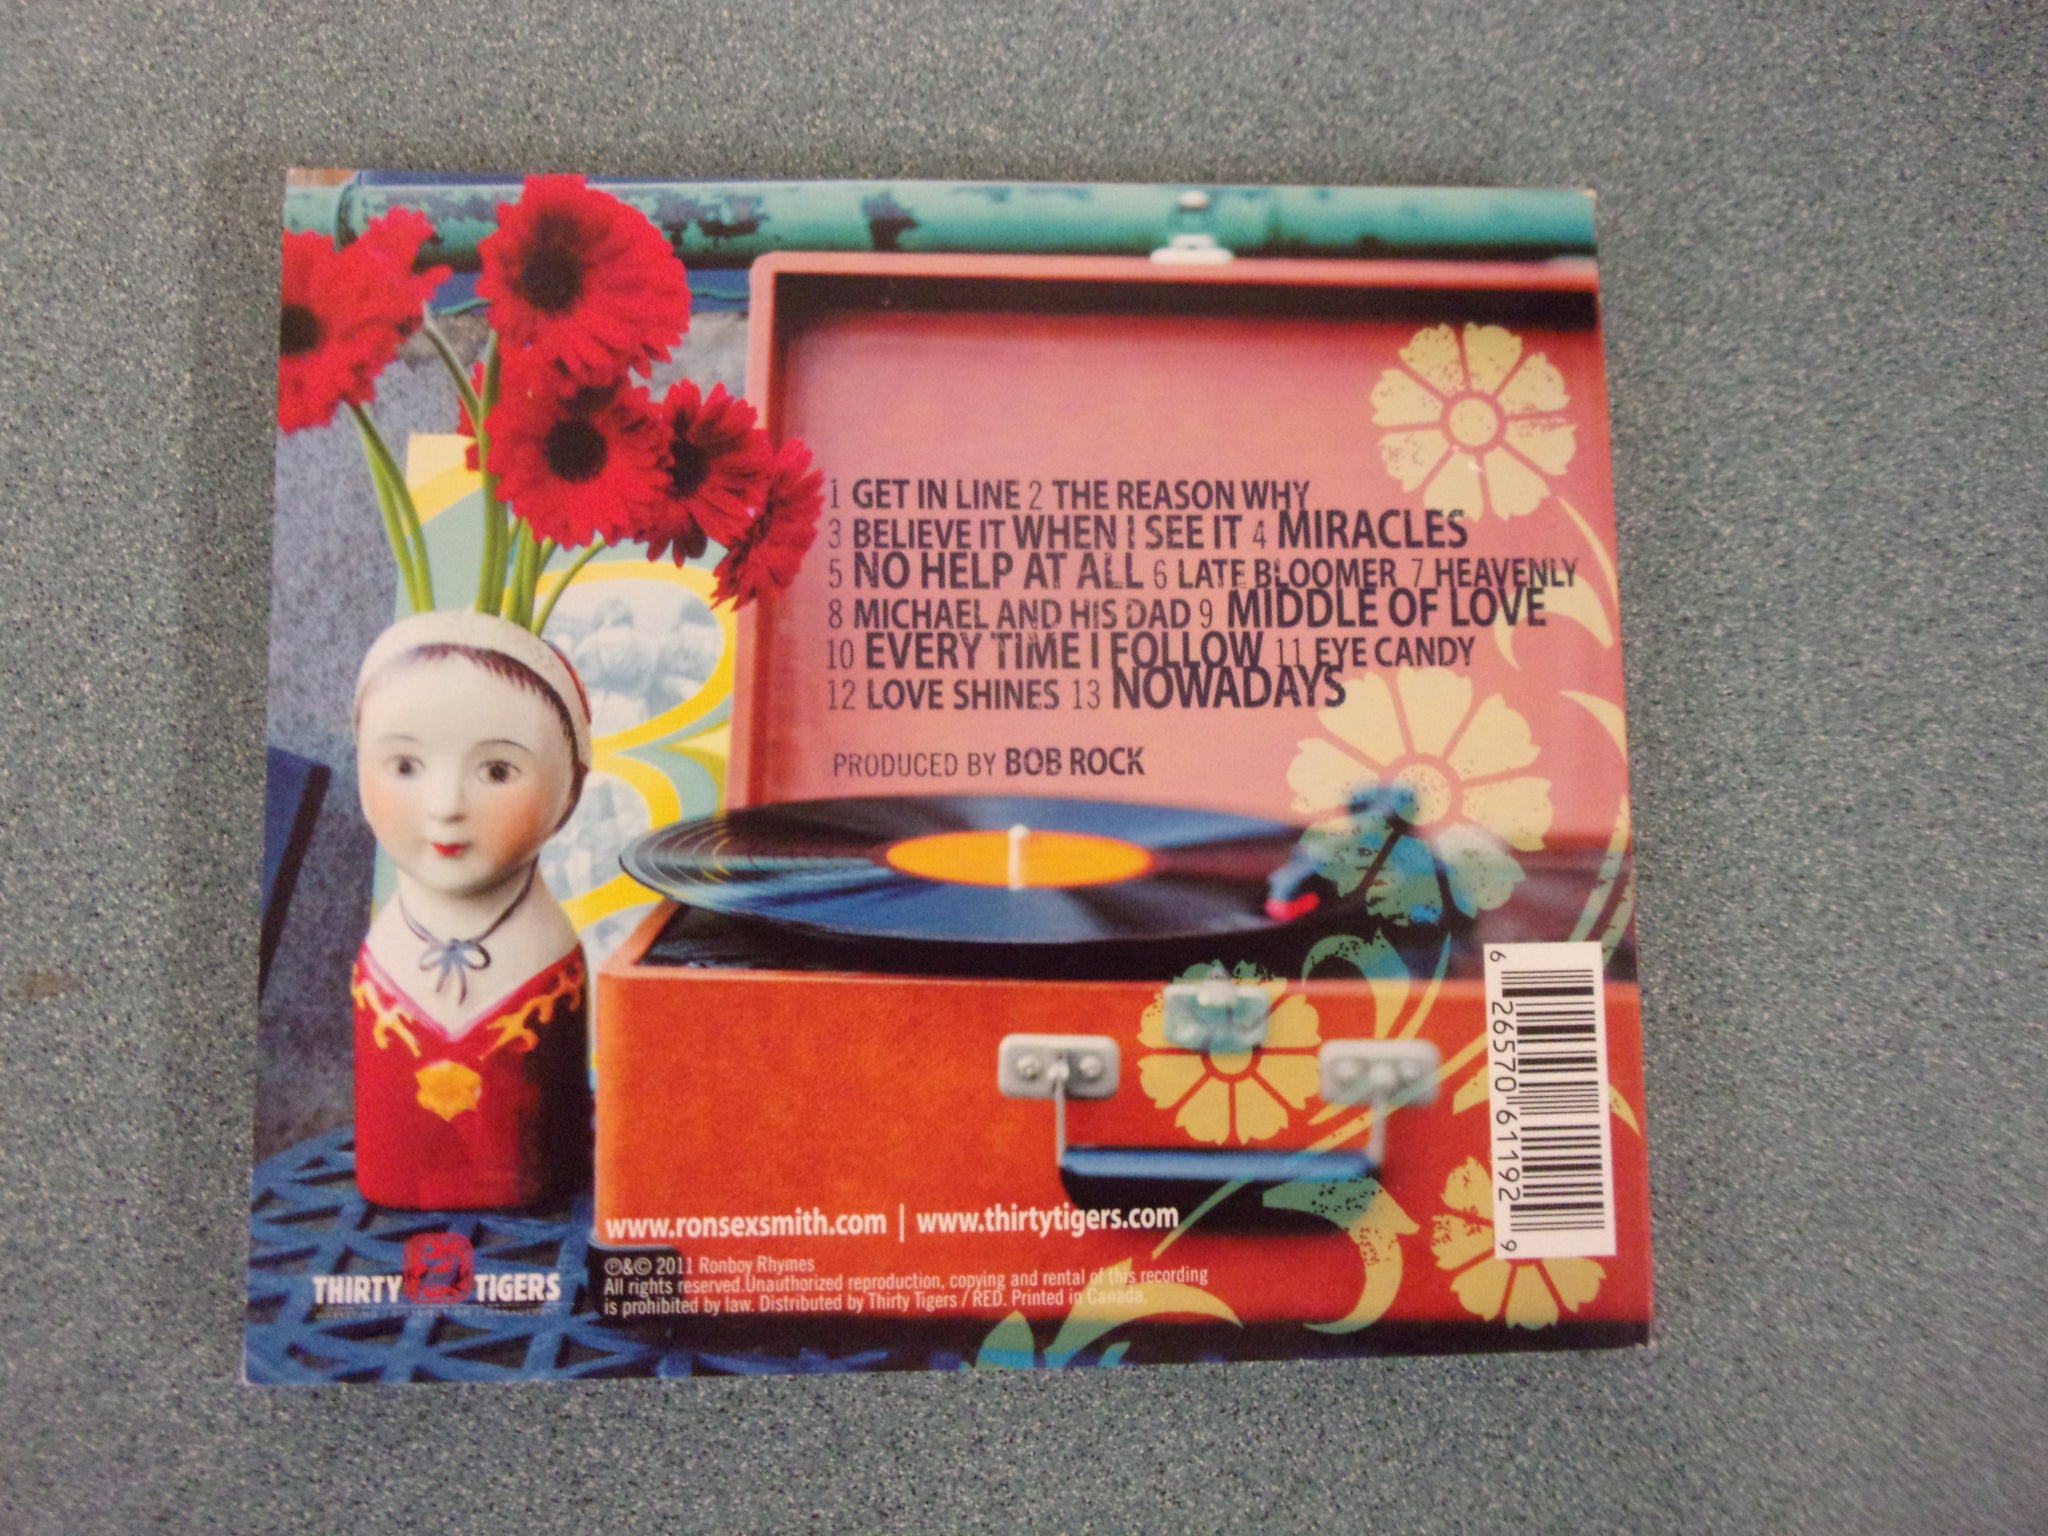 1 GET IN LINE 2 THE REASON WHY
3 BELIEVE IT WHEN I SEE IT 4 MIRACLES
5 NO HELP AT ALL 6 LATE BLOOMER 7 HEAVENLY
8 MICHAEL AND HIS DAD 9 MIDDLE OF LOVE
10 EVERY TIME I FOLLOW 11 EYE CANDY
12 LOVE SHINES 13 NOWADAYS
PRODUCED BY BOB ROCK
6 26570 61192 9
www.ronsexsmith.com | www.thirtytigers.com
THIRTY TIGERS
℗&© 2011 Ronboy Rhymes
All rights reserved.Unauthorized reproduction, copying and rental of this recording
is prohibited by law. Distributed by Thirty Tigers / RED. Printed in Canada.